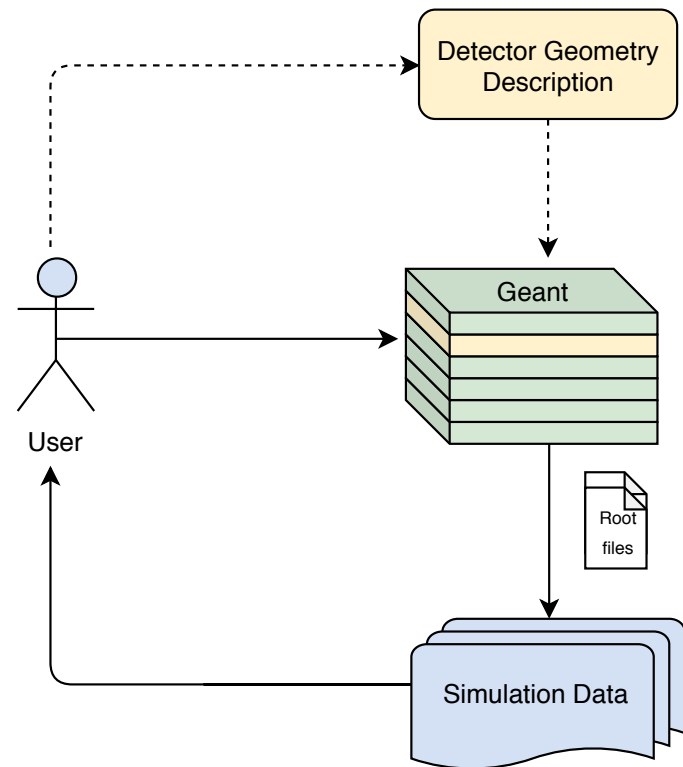 Detector Geometry
Description
Geant
User
Root
files
Simulation Data